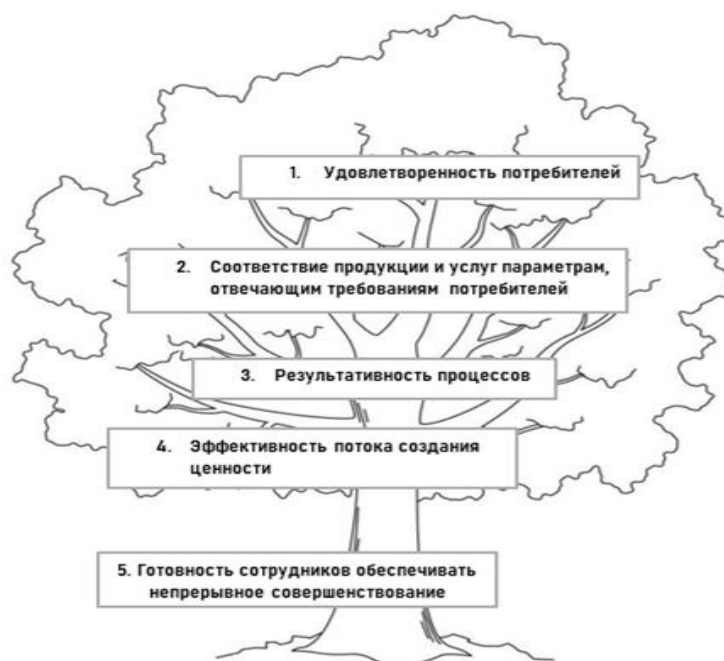 1. Удовлетворенность потребителей
2. Соответствие продукции и услуг параметрам,
отвечающим требованиям потребителей
3. Результативность процессов
4. Эффективность потока создания
ценности
5. Готовность сотрудников обеспечивать
непрерывное совершенствование